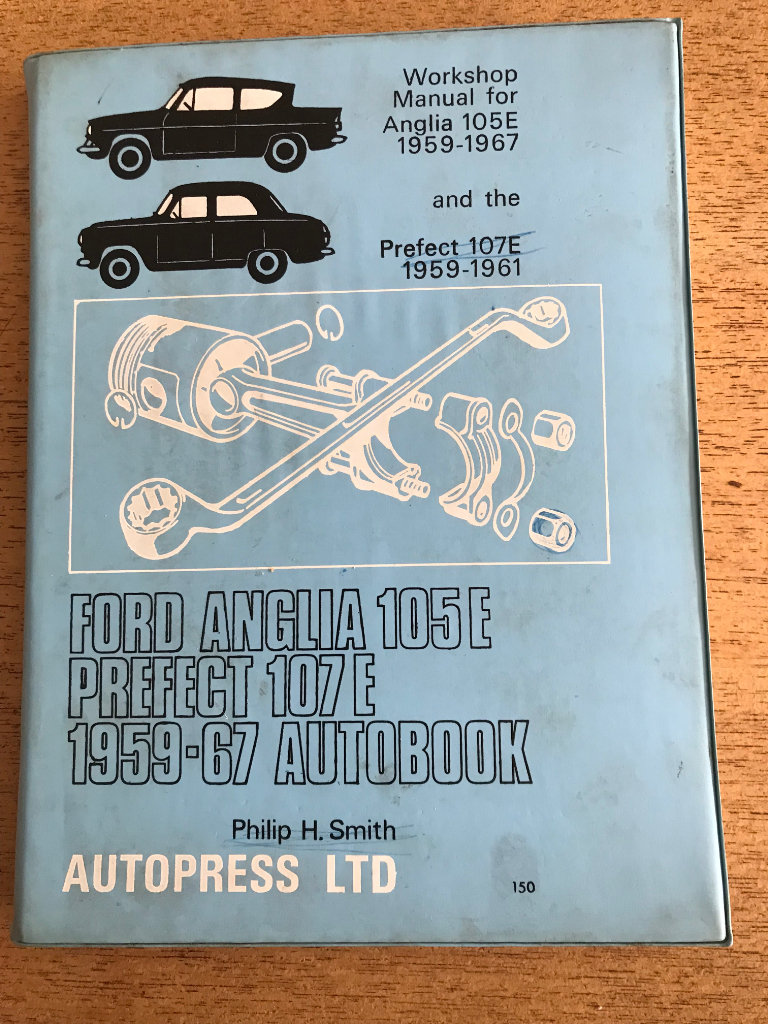 Workshop
Manual for
Anglia 105E
1959-1967
and the
Prefect 107E
1959-1961
FORD ANGLIA 105E
PREFECT 107E
1959-67 AUTOBOOK
Philip H. Smith
AUTOPRESS LTD
150